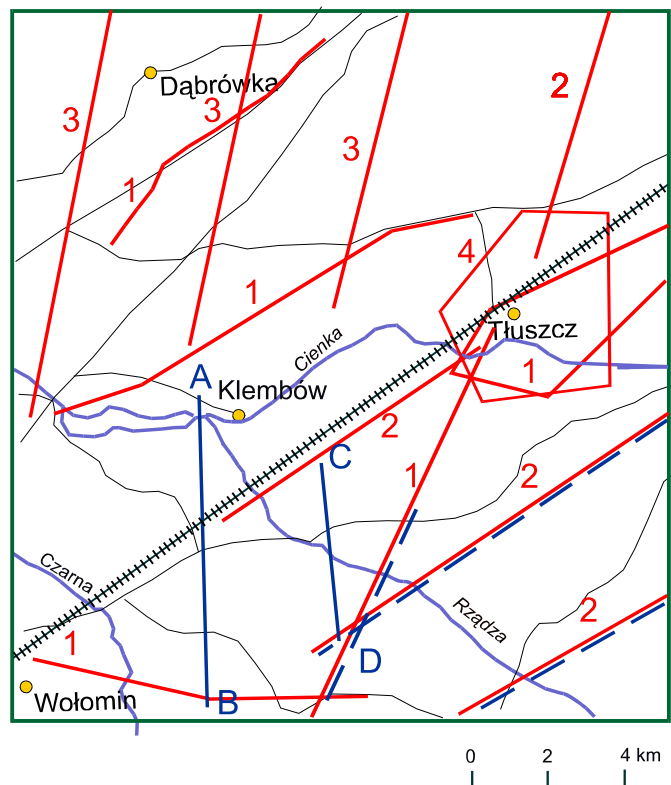 2
3
Dąbrówka
3
3
1
4
1
Tłuszcz
Cienka
1
A
Klembów
2
C
1
2
Czarna
Rządza
2
1
D
Wołomin
B
0 2 4 km